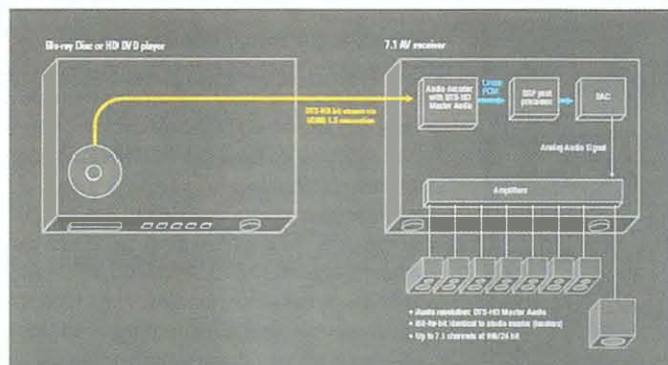 Blu-ray Disc or HD DVD player
7.1 AV receiver
Audio decoder
with DTS-HD
Master Audio
Linear
PCM
DSP post
processor
DAC
DTS-HD bit stream via
HDMI 1.3 connection
Analog Audio Signal
Amplifiers
• Audio resolution: DTS-HD Master Audio
• Bit-for-bit identical to studio master (lossless)
• Up to 7.1 channels at 96/24 bit